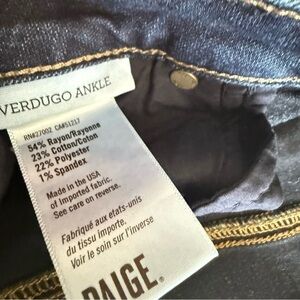 VERDUGO ANKLE
RN#27002 CA#51217
54% Rayon/Rayonne
23% Cotton/Coton
22% Polyester
1% Spandex
Made in the USA
of imported fabric.
See care on reverse.
Fabriqué aux etats-unis
du tissu importe.
Voir le soin sur l'inverse
PAIGE®